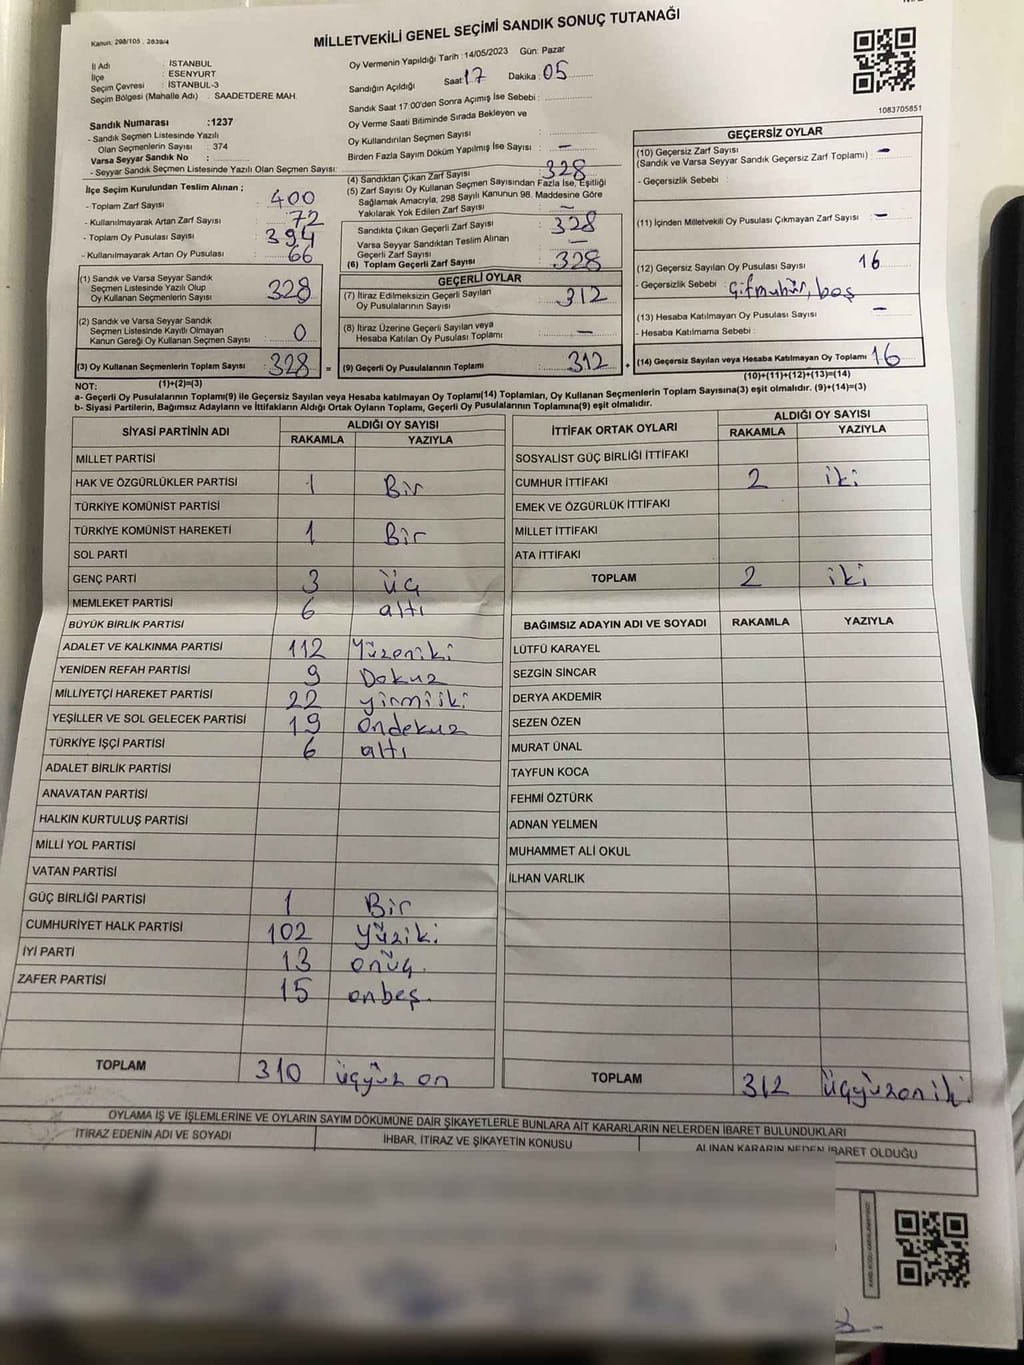 MİLLETVEKİLİ GENEL SEÇİMİ SANDIK SONUÇ TUTANAĞI
Kanun: 298/105 , 2839/4
İl Adı : İSTANBUL
İlçe : ESENYURT
Seçim Çevresi : İSTANBUL-3
Seçim Bölgesi (Mahalle Adı) : SAADETDERE MAH.
Sandık Numarası :1237
- Sandık Seçmen Listesinde Yazılı
Olan Seçmenlerin Sayısı : 374
Varsa Seyyar Sandık No :
- Seyyar Sandık Seçmen Listesinde Yazılı Olan Seçmen Sayısı:
Oy Vermenin Yapıldığı Tarih : 14/05/2023 Gün: Pazar
Sandığın Açıldığı Saat : 17 Dakika : 05
Sandık Saat 17:00'den Sonra Açımış İse Sebebi :
Oy Verme Saati Bitiminde Sırada Bekleyen ve
Oy Kullandırılan Seçmen Sayısı :
Birden Fazla Sayım Döküm Yapılmış İse Sayısı : —
1083705851
İlçe Seçim Kurulundan Teslim Alınan ;
- Toplam Zarf Sayısı : 400
- Kullanılmayarak Artan Zarf Sayısı : 72
- Toplam Oy Pusulası Sayısı : 394
- Kullanılmayarak Artan Oy Pusulası : 66
(1) Sandık ve Varsa Seyyar Sandık
Seçmen Listesinde Yazılı Olup
Oy Kullanan Seçmenlerin Sayısı : 328
(2) Sandık ve Varsa Seyyar Sandık
Seçmen Listesinde Kayıtlı Olmayan
Kanun Gereği Oy Kullanan Seçmen Sayısı : 0
(3) Oy Kullanan Seçmenlerin Toplam Sayısı : 328
(4) Sandıktan Çıkan Zarf Sayısı : 328
(5) Zarf Sayısı Oy Kullanan Seçmen Sayısından Fazla İse, Eşitliği
Sağlamak Amacıyla, 298 Sayılı Kanunun 98. Maddesine Göre
Yakılarak Yok Edilen Zarf Sayısı : —
Sandıkta Çıkan Geçerli Zarf Sayısı : 328
Varsa Seyyar Sandıktan Teslim Alınan
Geçerli Zarf Sayısı : —
(6) Toplam Geçerli Zarf Sayısı : 328
GEÇERLİ OYLAR
(7) İtiraz Edilmeksizin Geçerli Sayılan
Oy Pusulalarının Sayısı : 312
(8) İtiraz Üzerine Geçerli Sayılan veya
Hesaba Katılan Oy Pusulası Toplamı : —
= (9) Geçerli Oy Pusulalarının Toplamı : 312
GEÇERSİZ OYLAR
(10) Geçersiz Zarf Sayısı : —
(Sandık ve Varsa Seyyar Sandık Geçersiz Zarf Toplamı)
- Geçersizlik Sebebi :
(11) İçinden Milletvekili Oy Pusulası Çıkmayan Zarf Sayısı : —
(12) Geçersiz Sayılan Oy Pusulası Sayısı : 16
- Geçersizlik Sebebi : Çiftmühür, boş
(13) Hesaba Katılmayan Oy Pusulası Sayısı : —
- Hesaba Katılmama Sebebi :
+ (14) Geçersiz Sayılan veya Hesaba Katılmayan Oy Toplamı : 16
NOT: (1)+(2)=(3) (10)+(11)+(12)+(13)=(14)
a- Geçerli Oy Pusulalarının Toplamı(9) ile Geçersiz Sayılan veya Hesaba katılmayan Oy Toplamı(14) Toplamları, Oy Kullanan Seçmenlerin Toplam Sayısına(3) eşit olmalıdır. (9)+(14)=(3)
b- Siyasi Partilerin, Bağımsız Adayların ve İttifakların Aldığı Ortak Oyların Toplamı, Geçerli Oy Pusulalarının Toplamına(9) eşit olmalıdır.
SİYASİ PARTİNİN ADI ALDIĞI OY SAYISI
RAKAMLA YAZIYLA
MİLLET PARTİSİ
HAK VE ÖZGÜRLÜKLER PARTİSİ 1 Bir
TÜRKİYE KOMÜNİST PARTİSİ
TÜRKİYE KOMÜNİST HAREKETİ 1 Bir
SOL PARTİ
GENÇ PARTİ 3 üç
MEMLEKET PARTİSİ 6 altı
BÜYÜK BİRLİK PARTİSİ
ADALET VE KALKINMA PARTİSİ 112 Yüzoniki
YENİDEN REFAH PARTİSİ 9 Dokuz
MİLLİYETÇİ HAREKET PARTİSİ 22 yirmiiki
YEŞİLLER VE SOL GELECEK PARTİSİ 19 ondokuz
TÜRKİYE İŞÇİ PARTİSİ 6 altı
ADALET BİRLİK PARTİSİ
ANAVATAN PARTİSİ
HALKIN KURTULUŞ PARTİSİ
MİLLİ YOL PARTİSİ
VATAN PARTİSİ
GÜÇ BİRLİĞİ PARTİSİ 1 Bir
CUMHURİYET HALK PARTİSİ 102 yüziki.
İYİ PARTİ 13 onüç.
ZAFER PARTİSİ 15 onbeş.
TOPLAM 310 üçyüz on
İTTİFAK ORTAK OYLARI ALDIĞI OY SAYISI
RAKAMLA YAZIYLA
SOSYALİST GÜÇ BİRLİĞİ İTTİFAKI
CUMHUR İTTİFAKI 2 iki
EMEK VE ÖZGÜRLÜK İTTİFAKI
MİLLET İTTİFAKI
ATA İTTİFAKI
TOPLAM 2 iki
BAĞIMSIZ ADAYIN ADI VE SOYADI RAKAMLA YAZIYLA
LÜTFÜ KARAYEL
SEZGİN SİNCAR
DERYA AKDEMİR
SEZEN ÖZEN
MURAT ÜNAL
TAYFUN KOCA
FEHMİ ÖZTÜRK
ADNAN YELMEN
MUHAMMET ALİ OKUL
İLHAN VARLIK
TOPLAM 312 üçyüzoniki
OYLAMA İŞ VE İŞLEMLERİNE VE OYLARIN SAYIM DÖKÜMÜNE DAİR ŞİKAYETLERLE BUNLARA AİT KARARLARIN NELERDEN İBARET BULUNDUKLARI
İTİRAZ EDENİN ADI VE SOYADI İHBAR, İTİRAZ VE ŞİKAYETİN KONUSU ALINAN KARARIN NEDEN İBARET OLDUĞU